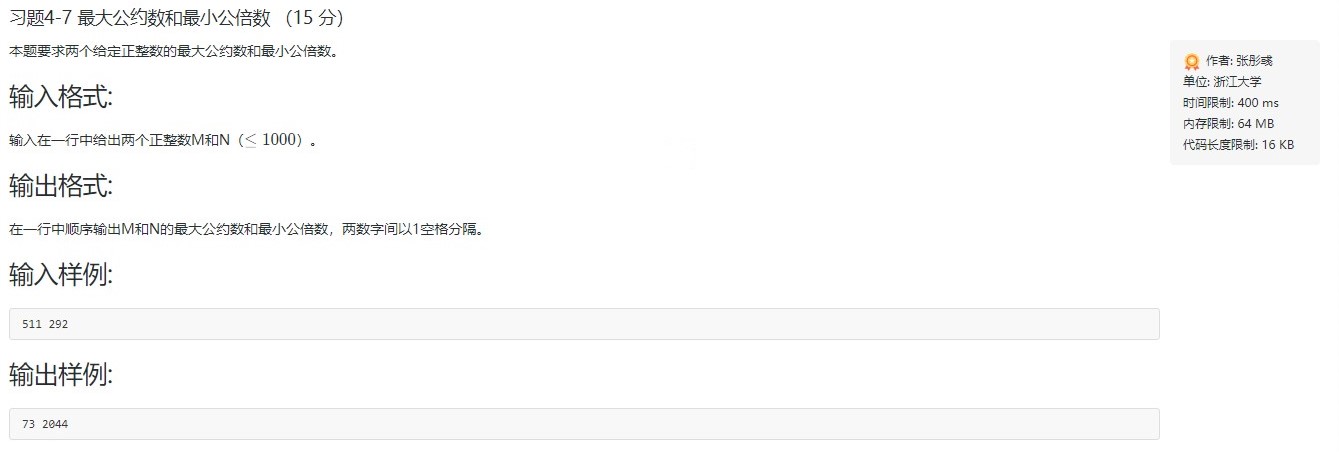 习题4-7 最大公约数和最小公倍数 （15 分）
本题要求两个给定正整数的最大公约数和最小公倍数。
作者: 张彤彧
单位: 浙江大学
时间限制: 400 ms
内存限制: 64 MB
代码长度限制: 16 KB
输入格式:
输入在一行中给出两个正整数M和N（≤ 1000）。
输出格式:
在一行中顺序输出M和N的最大公约数和最小公倍数，两数字间以1空格分隔。
输入样例:
511 292
输出样例:
73 2044